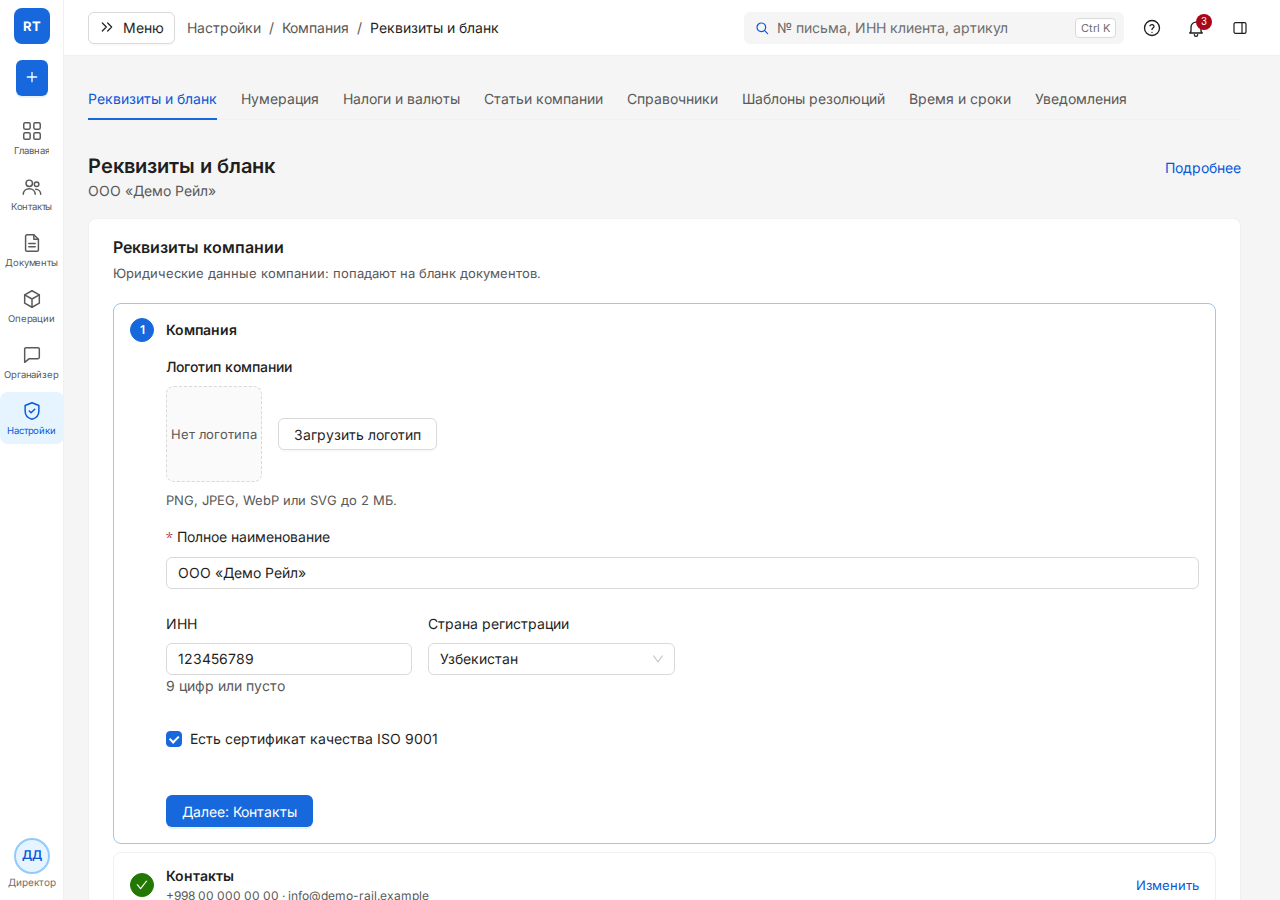 RT
Меню
Настройки / Компания / Реквизиты и бланк
№ письма, ИНН клиента, артикул
Ctrl K
3
Главная
Контакты
Документы
Операции
Органайзер
Настройки
ДД
Директор
Реквизиты и бланк
Нумерация
Налоги и валюты
Статьи компании
Справочники
Шаблоны резолюций
Время и сроки
Уведомления
Реквизиты и бланк
Подробнее
ООО «Демо Рейл»
Реквизиты компании
Юридические данные компании: попадают на бланк документов.
1 Компания
Логотип компании
Нет логотипа
Загрузить логотип
PNG, JPEG, WebP или SVG до 2 МБ.
* Полное наименование
ООО «Демо Рейл»
ИНН
Страна регистрации
123456789
Узбекистан
9 цифр или пусто
Есть сертификат качества ISO 9001
Далее: Контакты
Контакты
+998 00 000 00 00 · info@demo-rail.example
Изменить